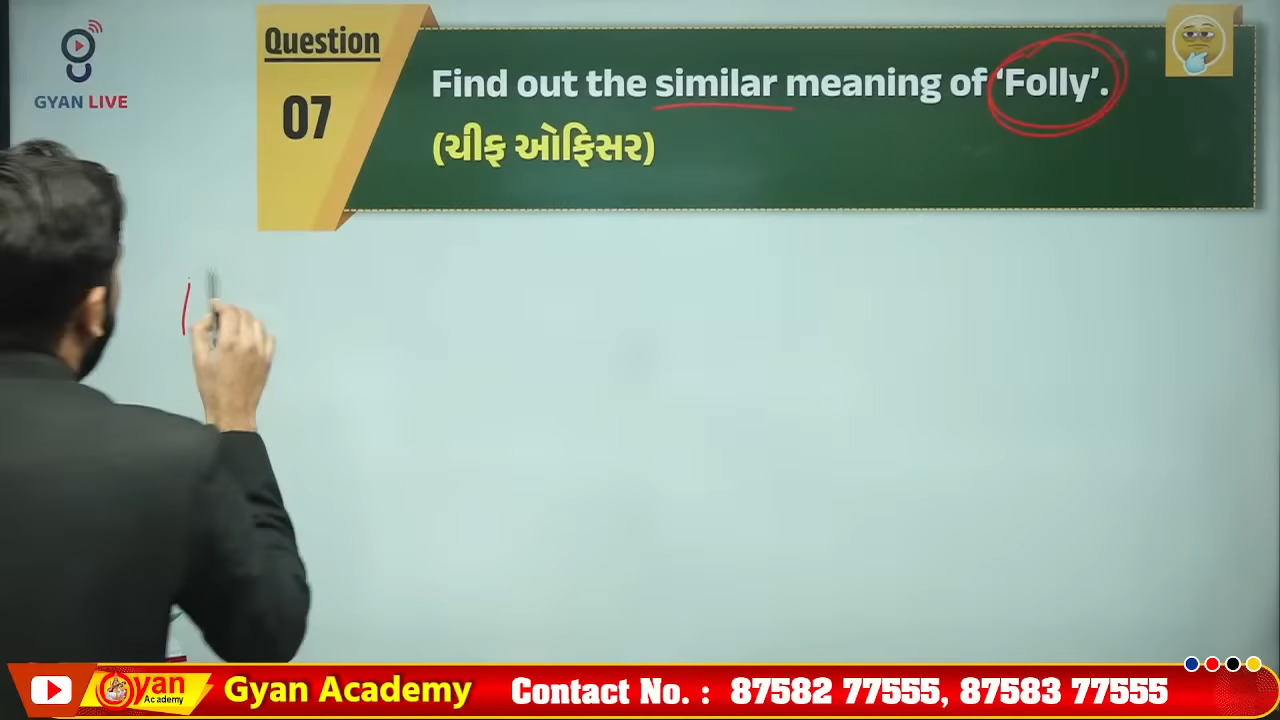 GYAN LIVE
Question
07
Find out the similar meaning of ‘Folly’.
(ચીફ ઓફિસર)
Gyan
Academy
Gyan Academy
Contact No. : 87582 77555, 87583 77555